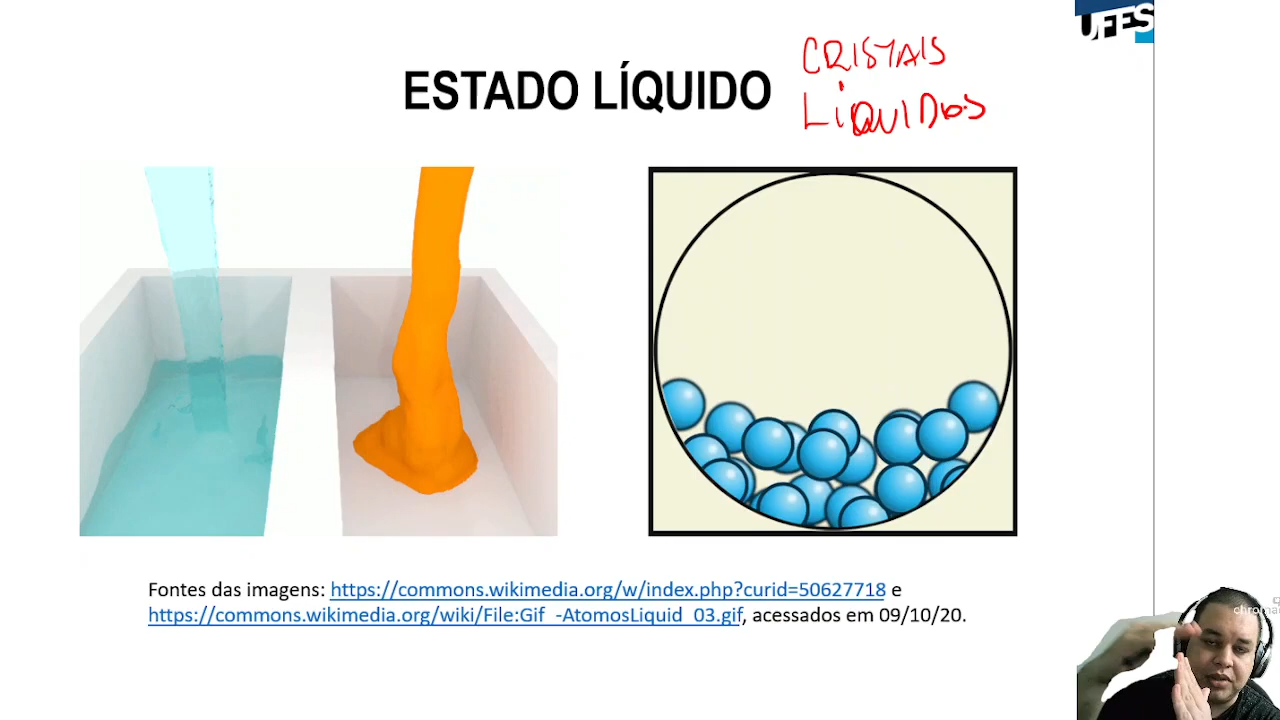 UFES
CRISTAIS
ESTADO LÍQUIDO
LÍQUIDOS
Fontes das imagens: https://commons.wikimedia.org/w/index.php?curid=50627718 e
https://commons.wikimedia.org/wiki/File:Gif_-AtomosLiquid_03.gif, acessados em 09/10/20.